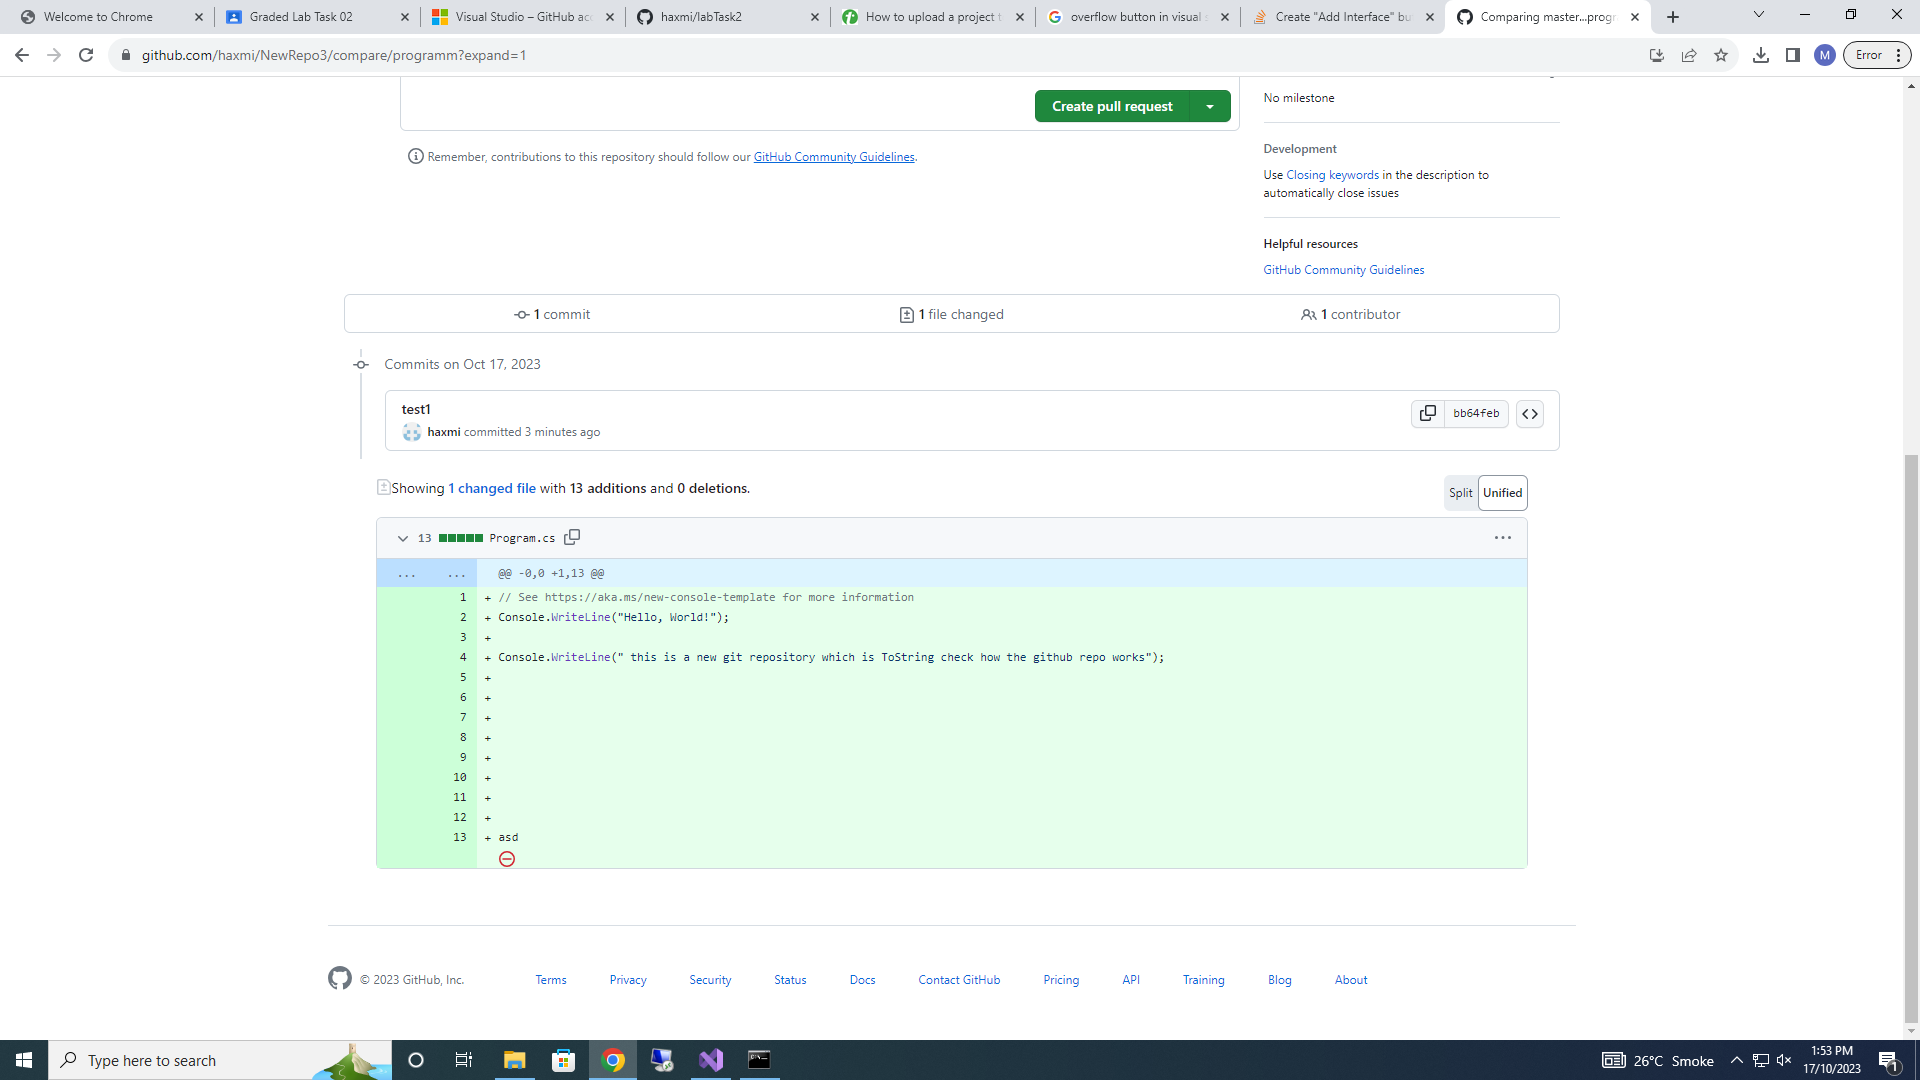 Welcome to Chrome
Graded Lab Task 02
Visual Studio – GitHub
haxmi/labTask2
How to upload a project
overflow button in visual
Create "Add Interface"
Comparing master...
github.com/haxmi/NewRepo3/compare/programm?expand=1
M
Error
Create pull request
No milestone
Remember, contributions to this repository should follow our GitHub Community Guidelines.
Development
Use Closing keywords in the description to
automatically close issues
Helpful resources
GitHub Community Guidelines
1 commit
1 file changed
1 contributor
Commits on Oct 17, 2023
test1
haxmi committed 3 minutes ago
bb64feb
Showing 1 changed file with 13 additions and 0 deletions.
Split
Unified
13 Program.cs
... ... @@ -0,0 +1,13 @@
1 + // See https://aka.ms/new-console-template for more information
2 + Console.WriteLine("Hello, World!");
3 +
4 + Console.WriteLine(" this is a new git repository which is ToString check how the github repo works");
5 +
6 +
7 +
8 +
9 +
10 +
11 +
12 +
13 + asd
© 2023 GitHub, Inc.
Terms
Privacy
Security
Status
Docs
Contact GitHub
Pricing
API
Training
Blog
About
Type here to search
26°C Smoke
1:53 PM
17/10/2023
1